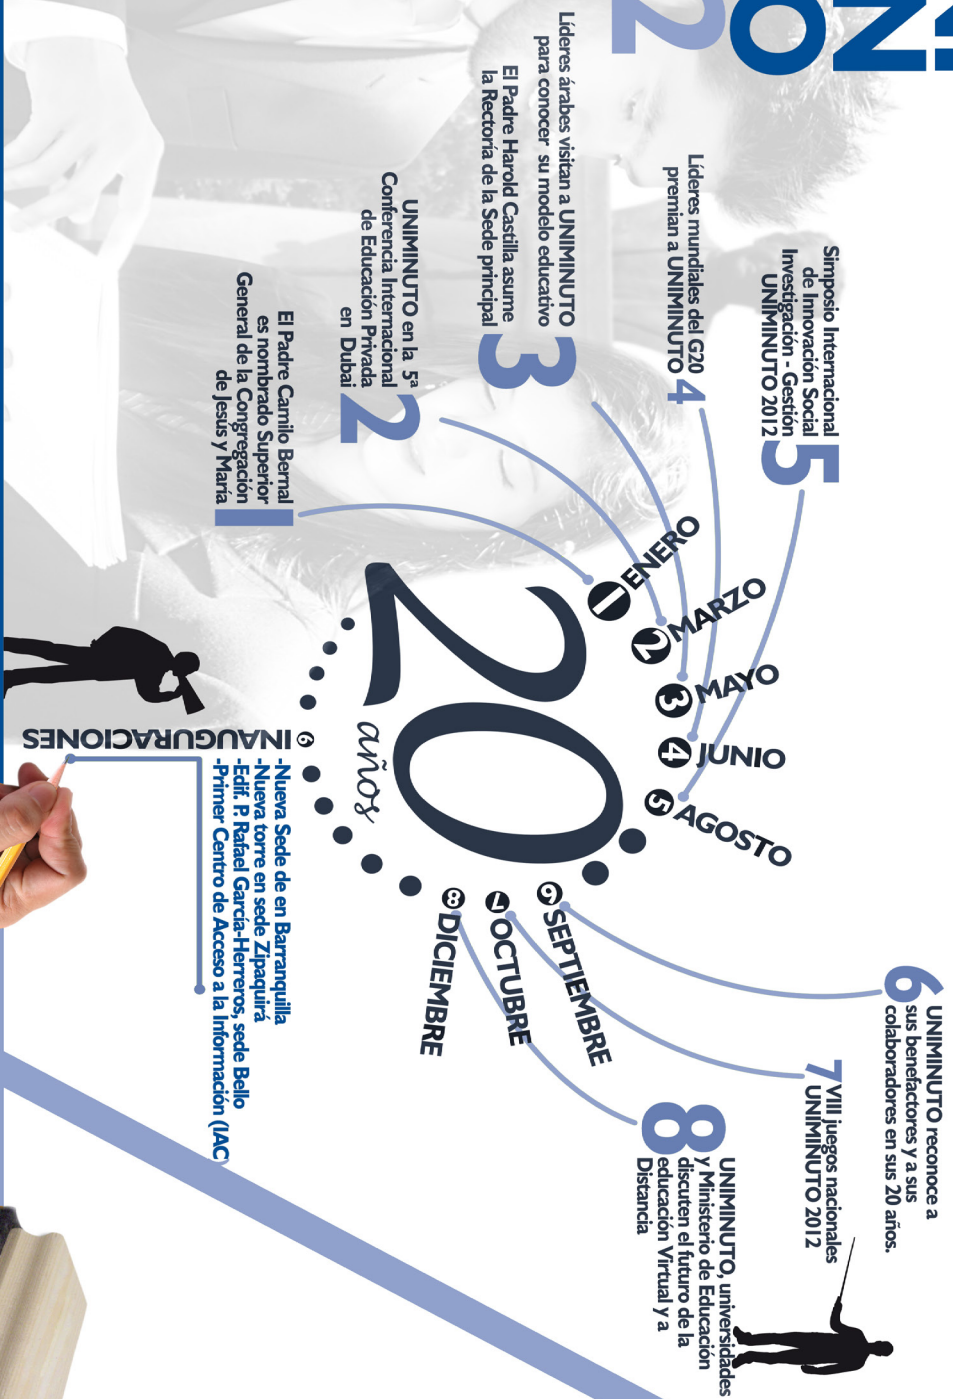 2
Líderes árabes visitan a UNIMINUTO
para conocer su modelo educativo
El Padre Harold Castilla asume
la Rectoría de la Sede principal
3
Líderes mundiales del G20
premian a UNIMINUTO
4
Simposio Internacional
de Innovación Social
Investigación - Gestión
UNIMINUTO 2012
5
UNIMINUTO en la 5ª
Conferencia Internacional
de Educación Privada
en Dubai
2
El Padre Camilo Bernal
es nombrado Superior
General de la Congregación
de Jesús y María
1
1 ENERO
2 MARZO
3 MAYO
4 JUNIO
5 AGOSTO
6 SEPTIEMBRE
7 OCTUBRE
8 DICIEMBRE
20
años
9 INAUGURACIONES
-Nueva Sede de en Barranquilla
-Nueva torre en sede Zipaquirá
-Edif. P. Rafael García-Herreros, sede Bello
-Primer Centro de Acceso a la Información (IAC
6
UNIMINUTO reconoce a
sus benefactores y a sus
colaboradores en sus 20 años.
7
VIII juegos nacionales
UNIMINUTO 2012
8
UNIMINUTO, universidades
y Ministerio de Educación
discuten el futuro de la
educación Virtual y a
Distancia